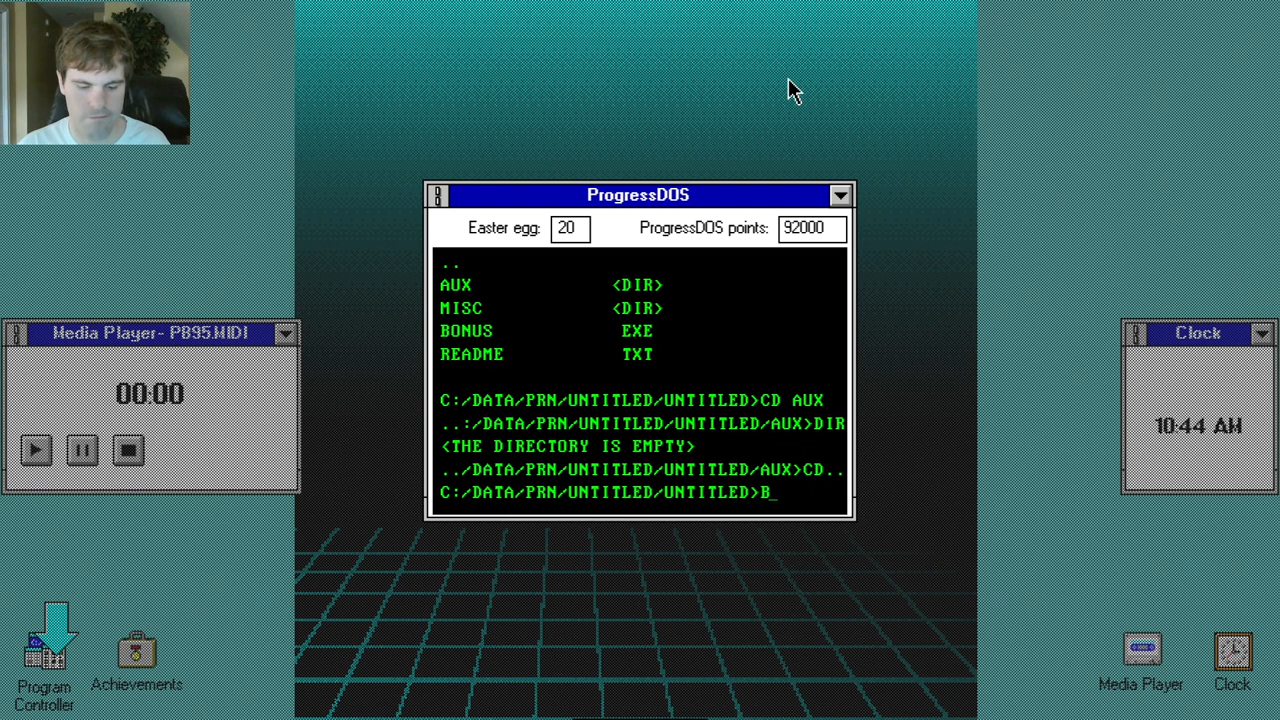 ProgressDOS
Easter egg: 20 ProgressDOS points: 92000
..
AUX <DIR>
MISC <DIR>
BONUS EXE
README TXT
C:/DATA/PRN/UNTITLED/UNTITLED>CD AUX
..:/DATA/PRN/UNTITLED/UNTITLED/AUX>DIR
<THE DIRECTORY IS EMPTY>
../DATA/PRN/UNTITLED/UNTITLED/AUX>CD..
C:/DATA/PRN/UNTITLED/UNTITLED>B_
Media Player- PB95.MIDI
00:00
Clock
10:44 AM
Program
Controller
Achievements
Media Player
Clock